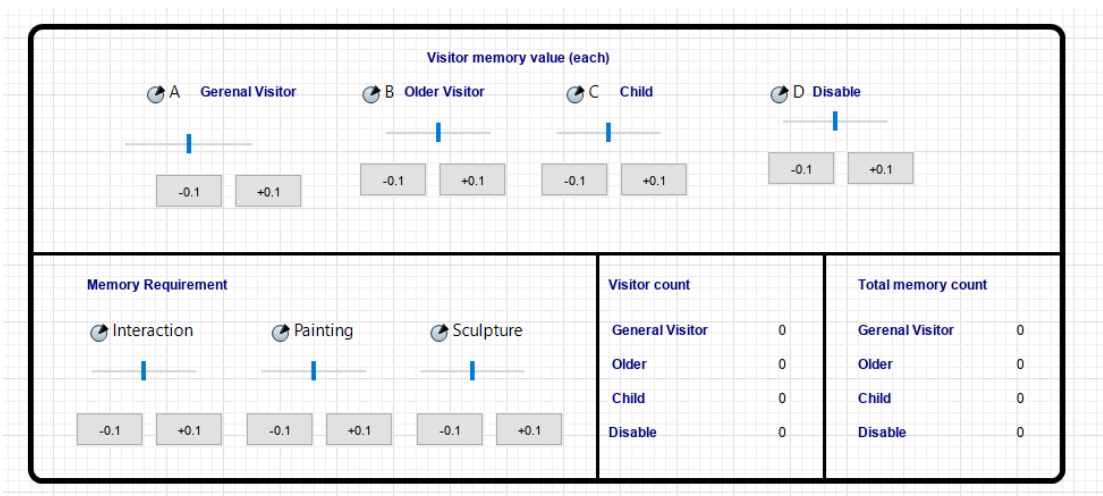 Visitor memory value (each)
A Gerenal Visitor
B Older Visitor
C Child
D Disable
-0.1 +0.1
-0.1 +0.1
-0.1 +0.1
-0.1 +0.1
Memory Requirement
Interaction
Painting
Sculpture
-0.1 +0.1
-0.1 +0.1
-0.1 +0.1
Visitor count
General Visitor 0
Older 0
Child 0
Disable 0
Total memory count
Gerenal Visitor 0
Older 0
Child 0
Disable 0